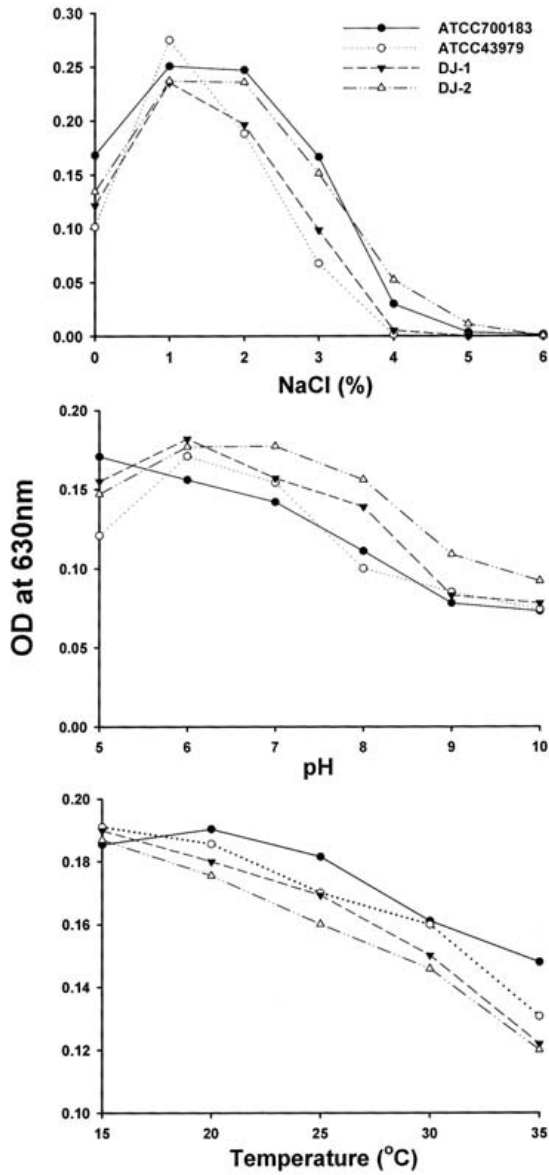 0.30
0.25
0.20
0.15
0.10
0.05
0.00
ATCC700183
ATCC43979
DJ-1
DJ-2
0 1 2 3 4 5 6
NaCl (%)
OD at 630nm
0.20
0.15
0.10
0.05
0.00
5 6 7 8 9 10
pH
0.20
0.18
0.16
0.14
0.12
0.10
15 20 25 30 35
Temperature (°C)